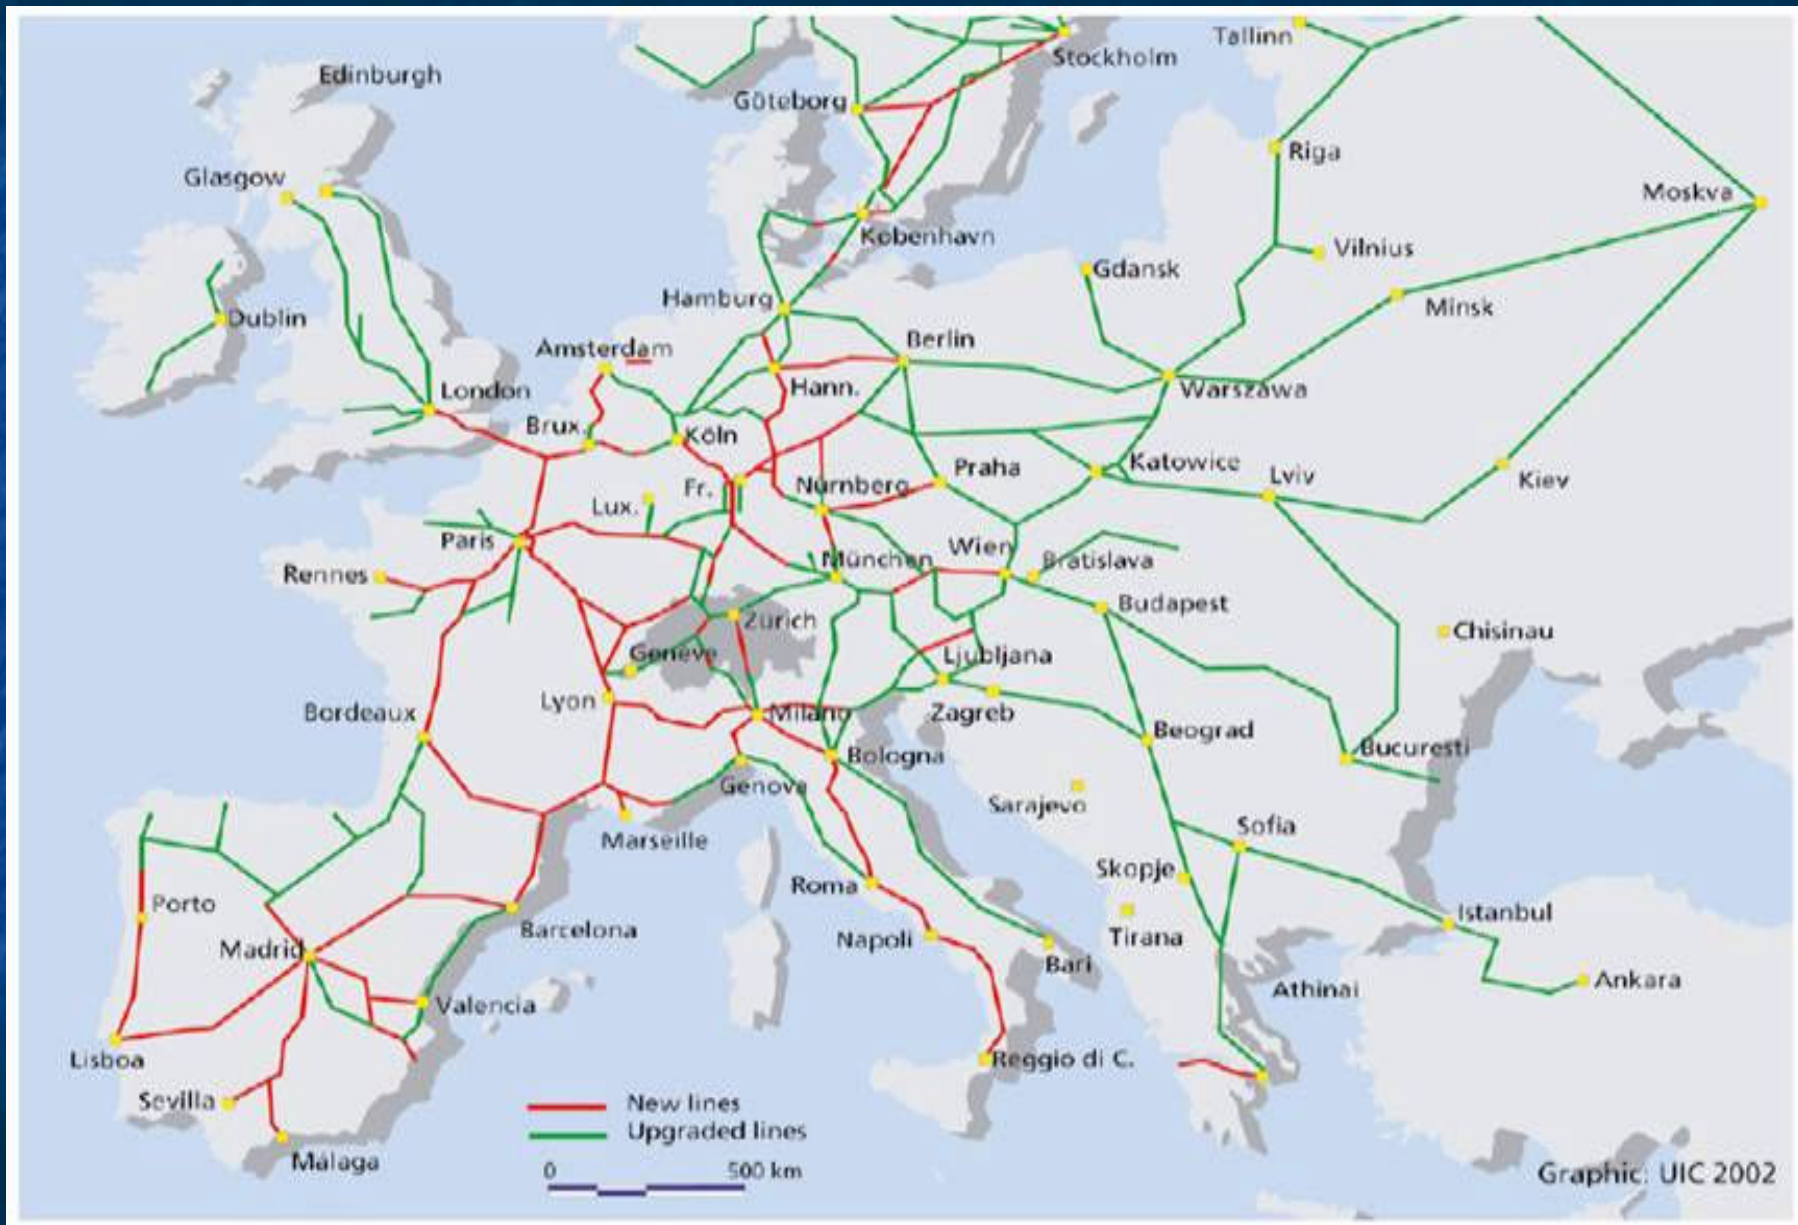 Tallinn
Stockholm
Edinburgh
Göteborg
Riga
Glasgow
Moskva
Kobenhavn
Vilnius
Gdansk
Hamburg
Minsk
Dublin
Amsterdam
Berlin
London
Hann.
Warszawa
Brux.
Köln
Praha
Katowice
Lviv
Kiev
Fr.
Nürnberg
Lux.
Paris
Wien
München
Bratislava
Rennes
Budapest
Zürich
Chisinau
Genève
Ljubljana
Lyon
Bordeaux
Milano
Zagreb
Beograd
Bucuresti
Bologna
Genova
Sarajevo
Marseille
Sofia
Skopje
Roma
Porto
Istanbul
Barcelona
Napoli
Tirana
Madrid
Bari
Ankara
Athinai
Valencia
Lisboa
Reggio di C.
Sevilla
New lines
Upgraded lines
Málaga
0 500 km
Graphic: UIC 2002